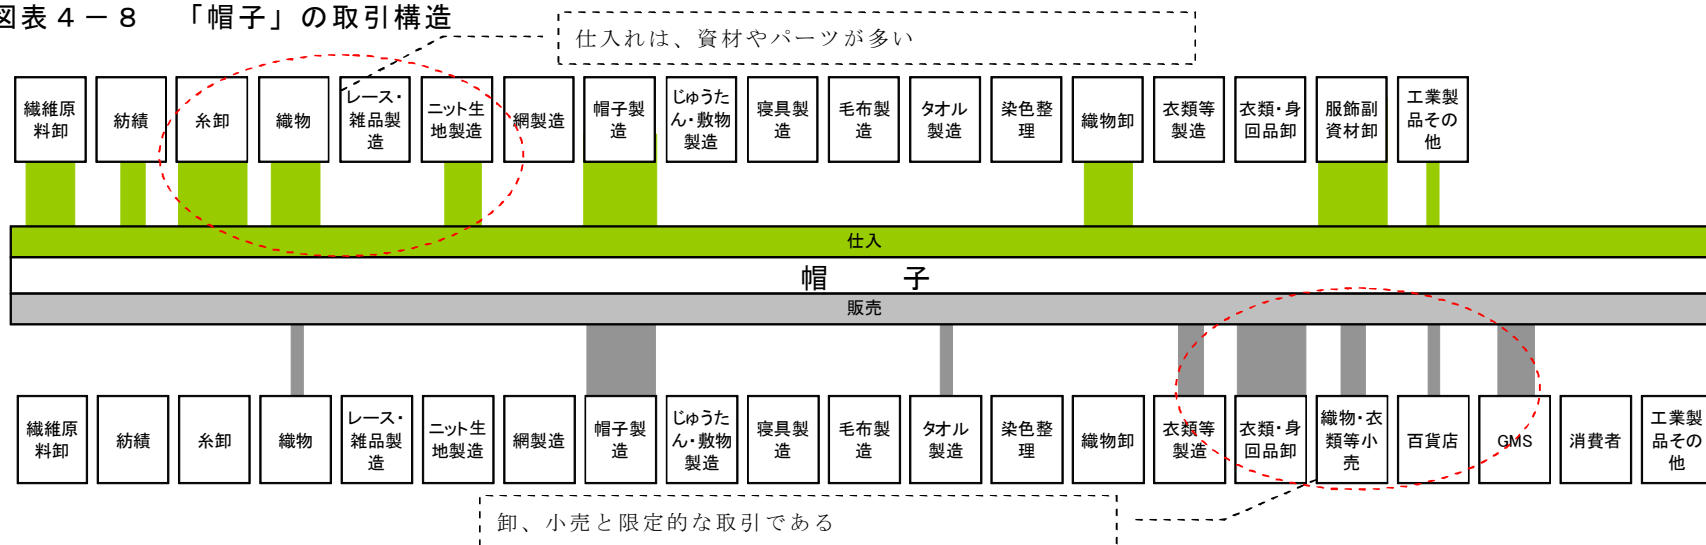 図表４－８　「帽子」の取引構造
仕入れは、資材やパーツが多い
繊維原
料卸
紡績
糸卸
織物
レース・
雑品製
造
ニット生
地製造
網製造
帽子製
造
じゅうた
ん・敷物
製造
寝具製
造
毛布製
造
タオル
製造
染色整
理
織物卸
衣類等
製造
衣類・身
回品卸
服飾副
資材卸
工業製
品その
他
仕入
帽　　子
販売
繊維原
料卸
紡績
糸卸
織物
レース・
雑品製
造
ニット生
地製造
網製造
帽子製
造
じゅうた
ん・敷物
製造
寝具製
造
毛布製
造
タオル
製造
染色整
理
織物卸
衣類等
製造
衣類・身
回品卸
織物・衣
類等小
売
百貨店
GMS
消費者
工業製
品その
他
卸、小売と限定的な取引である